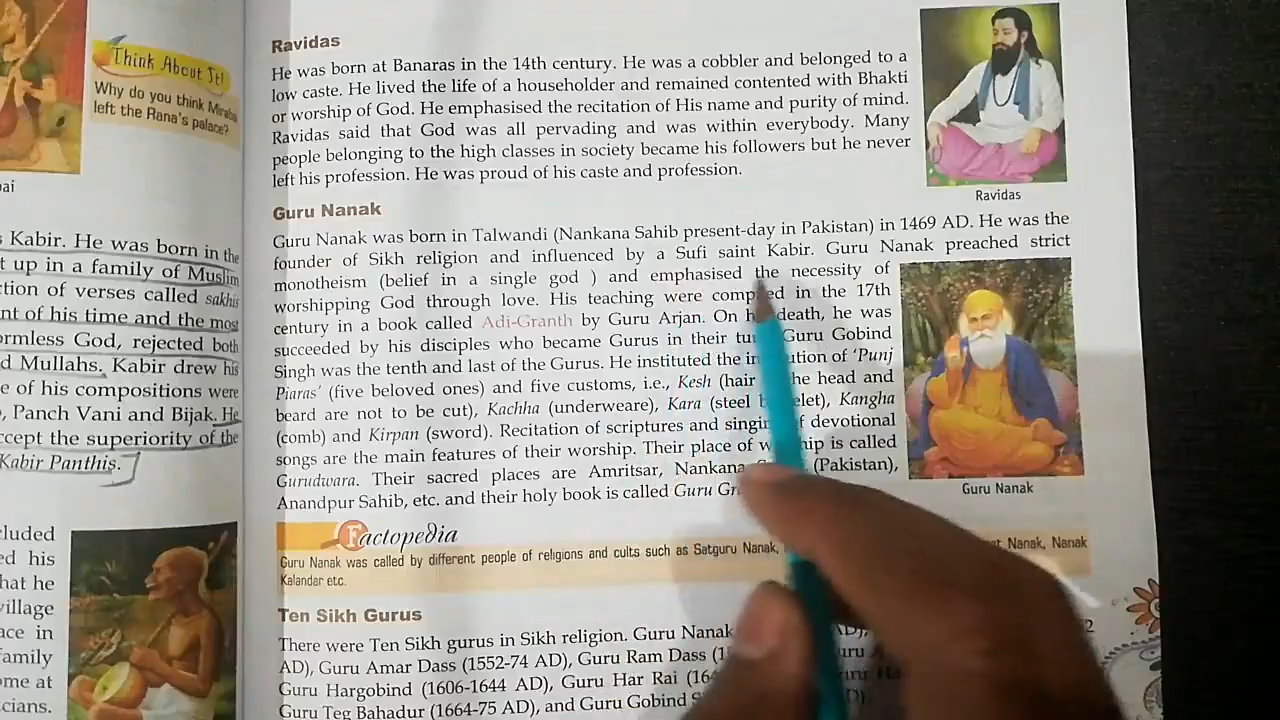 Think About It!
Why do you think Mirabai
left the Rana's palace?
ai
s Kabir. He was born in the
t up in a family of Muslim
ction of verses called sakhis
nt of his time and the most
ormless God, rejected both
d Mullahs. Kabir drew his
e of his compositions were
, Panch Vani and Bijak. He
ccept the superiority of the
Kabir Panthis.
cluded
ed his
hat he
village
ace in
family
me at
cians.
Ravidas
He was born at Banaras in the 14th century. He was a cobbler and belonged to a
low caste. He lived the life of a householder and remained contented with Bhakti
or worship of God. He emphasised the recitation of His name and purity of mind.
Ravidas said that God was all pervading and was within everybody. Many
people belonging to the high classes in society became his followers but he never
left his profession. He was proud of his caste and profession.
Ravidas
Guru Nanak
Guru Nanak was born in Talwandi (Nankana Sahib present-day in Pakistan) in 1469 AD. He was the
founder of Sikh religion and influenced by a Sufi saint Kabir. Guru Nanak preached strict
monotheism (belief in a single god ) and emphasised the necessity of
worshipping God through love. His teaching were compiled in the 17th
century in a book called Adi-Granth by Guru Arjan. On death, he was
succeeded by his disciples who became Gurus in their Guru Gobind
Singh was the tenth and last of the Gurus. He instituted the of 'Punj
Piaras' (five beloved ones) and five customs, i.e., Kesh (hair he head and
beard are not to be cut), Kachha (underweare), Kara (steel Kangha
(comb) and Kirpan (sword). Recitation of scriptures and devotional
songs are the main features of their worship. Their place of is called
Gurudwara. Their sacred places are Amritsar, Nankana (Pakistan),
Anandpur Sahib, etc. and their holy book is called Guru
Guru Nanak
Factopedia
Guru Nanak was called by different people of religions and cults such as Satguru Nanak, Nanak, Nanak
Kalandar etc.
Ten Sikh Gurus
There were Ten Sikh gurus in Sikh religion. Guru Nanak AD),
AD), Guru Amar Dass (1552-74 AD), Guru Ram Dass
Guru Hargobind (1606-1644 AD), Guru Har Rai
Guru Teg Bahadur (1664-75 AD), and Guru Gobind